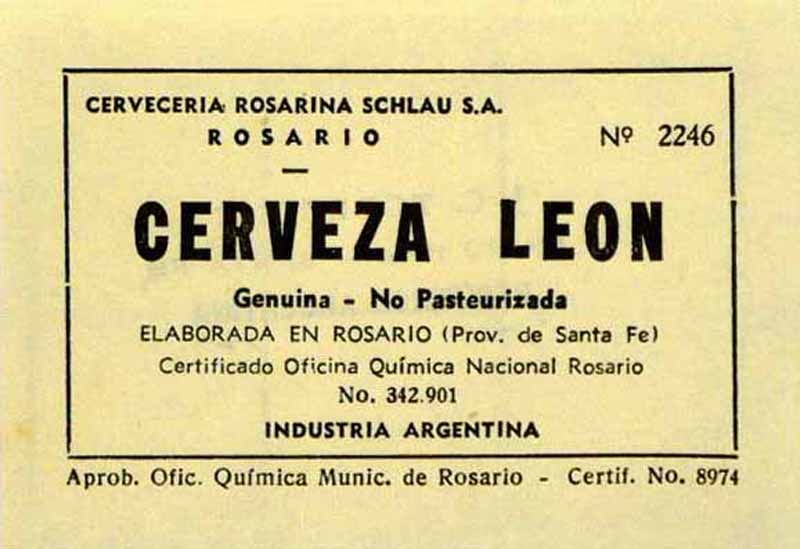 CERVECERIA ROSARINA SCHLAU S.A.
ROSARIO Nº 2246
CERVEZA LEON
Genuina - No Pasteurizada
ELABORADA EN ROSARIO (Prov. de Santa Fe)
Certificado Oficina Química Nacional Rosario
No. 342.901
INDUSTRIA ARGENTINA
Aprob. Ofic. Química Munic. de Rosario - Certif. No. 8974